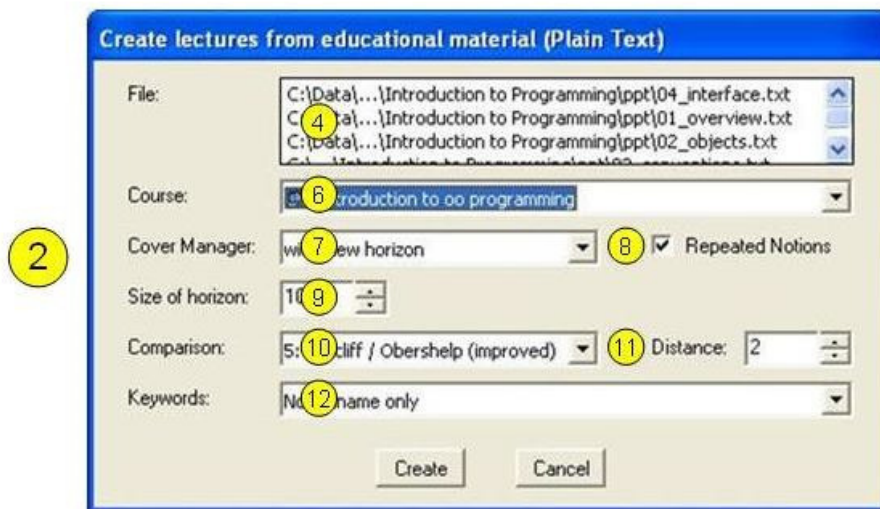 Create lectures from educational material (Plain Text)
File:
C:\Data\...\Introduction to Programming\ppt\04_interface.txt
4
C:\Data\...\Introduction to Programming\ppt\01_overview.txt
C:\Data\...\Introduction to Programming\ppt\02_objects.txt
Course: 6 troduction to oo programming
2
Cover Manager: 7 ew horizon 8 Repeated Notions
Size of horizon: 10 9
Comparison: 5: 10 cliff / Obershelp (improved) 11 Distance: 2
Keywords: 12 name only
Create Cancel